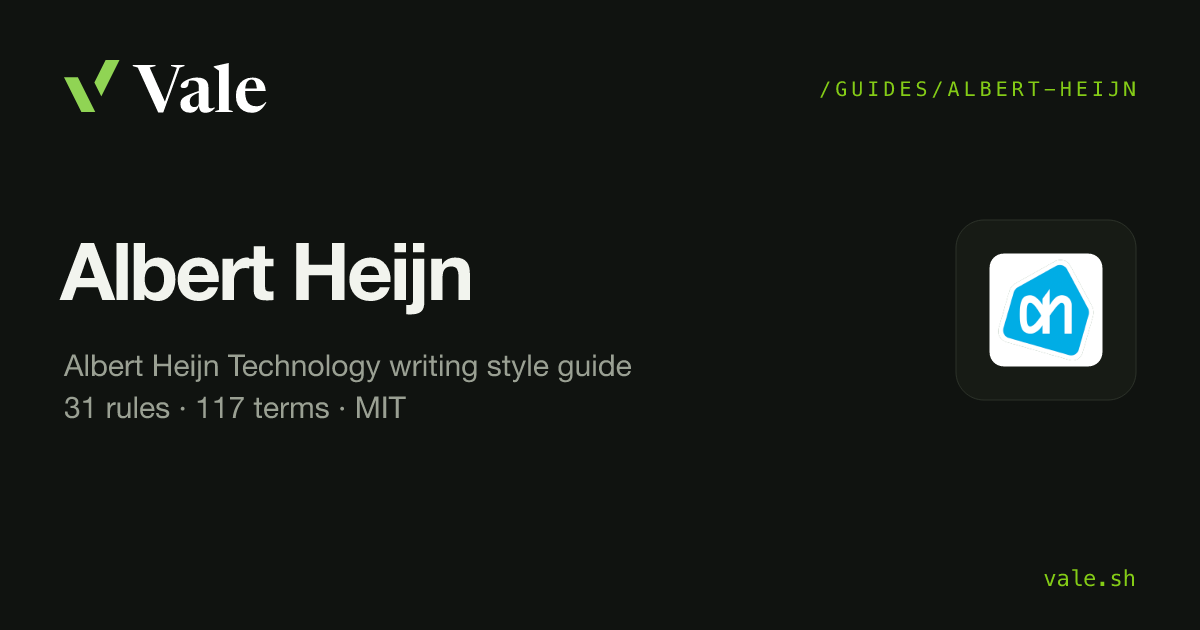 Vale
/GUIDES/ALBERT-HEIJN
Albert Heijn
ah
Albert Heijn Technology writing style guide
31 rules · 117 terms · MIT
vale.sh